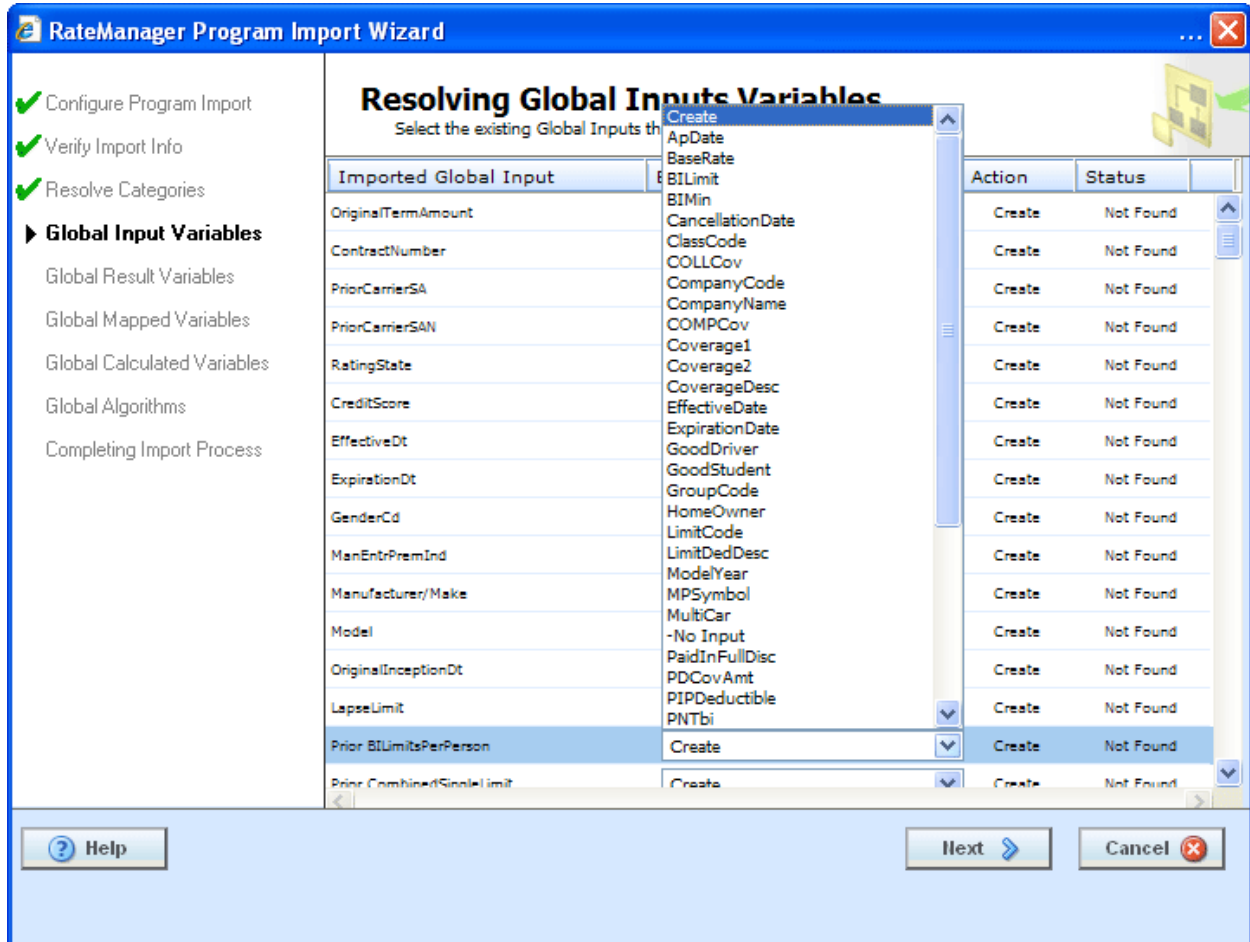 RateManager Program Import Wizard ...
Configure Program Import
Verify Import Info
Resolve Categories
Global Input Variables
Global Result Variables
Global Mapped Variables
Global Calculated Variables
Global Algorithms
Completing Import Process
Resolving Global Inputs Variables
Select the existing Global Inputs th
Imported Global Input E Action Status
OriginalTermAmount Create Not Found
ContractNumber Create Not Found
PriorCarrierSA Create Not Found
PriorCarrierSAN Create Not Found
RatingState Create Not Found
CreditScore Create Not Found
EffectiveDt Create Not Found
ExpirationDt Create Not Found
GenderCd Create Not Found
ManEntrPremInd Create Not Found
Manufacturer/Make Create Not Found
Model Create Not Found
OriginalInceptionDt Create Not Found
LapseLimit Create Not Found
Prior BILimitsPerPerson Create Create Not Found
Prior CombinedSingleLimit Create Create Not Found
Create
ApDate
BaseRate
BILimit
BIMin
CancellationDate
ClassCode
COLLCov
CompanyCode
CompanyName
COMPCov
Coverage1
Coverage2
CoverageDesc
EffectiveDate
ExpirationDate
GoodDriver
GoodStudent
GroupCode
HomeOwner
LimitCode
LimitDedDesc
ModelYear
MPSymbol
MultiCar
-No Input
PaidInFullDisc
PDCovAmt
PIPDeductible
PNTbi
? Help
Next
Cancel